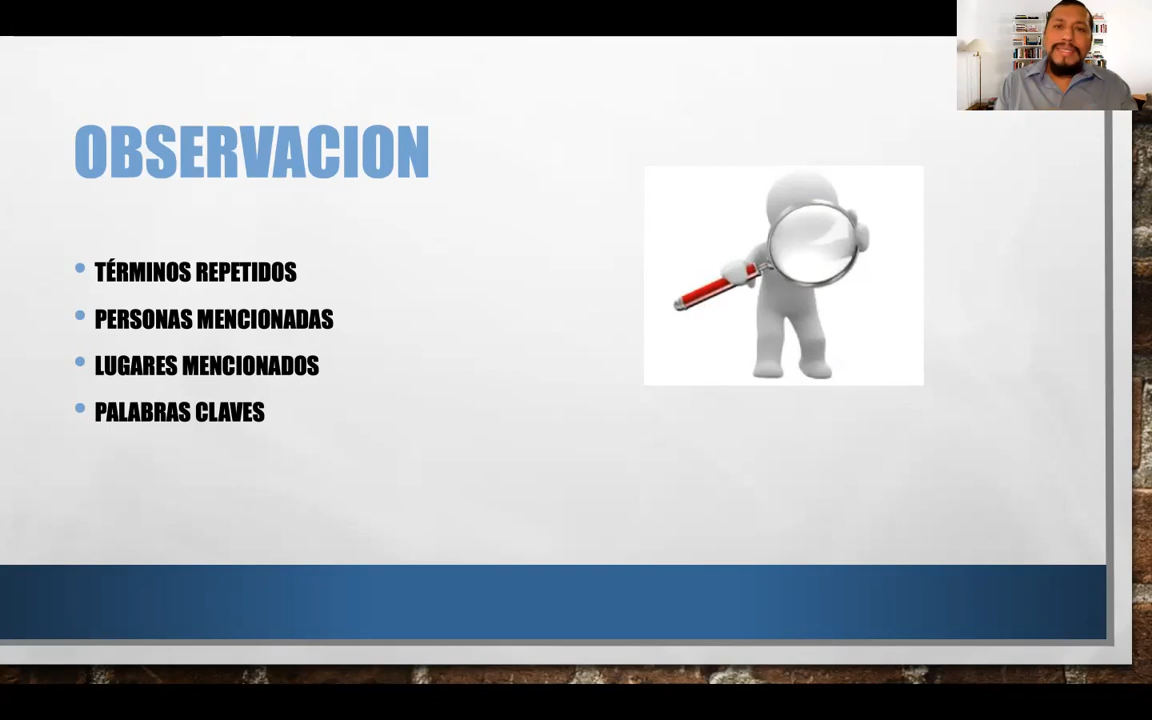 OBSERVACION
TÉRMINOS REPETIDOS
PERSONAS MENCIONADAS
LUGARES MENCIONADOS
PALABRAS CLAVES